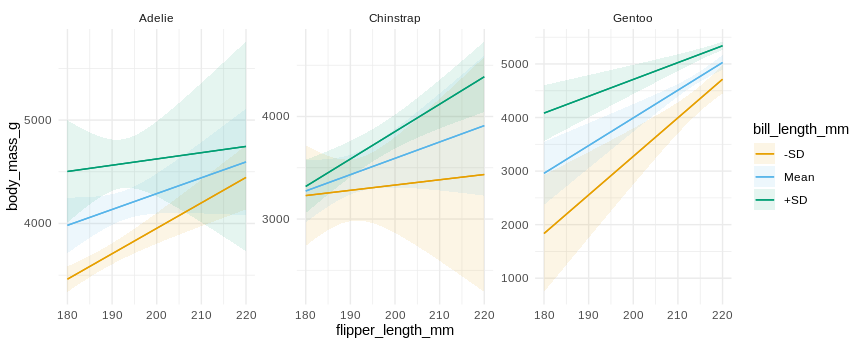 Adelie
Chinstrap
Gentoo
body_mass_g
5000
4000
4000
3000
5000
4000
3000
2000
1000
180 190 200 210 220
180 190 200 210 220
180 190 200 210 220
flipper_length_mm
bill_length_mm
-SD
Mean
+SD